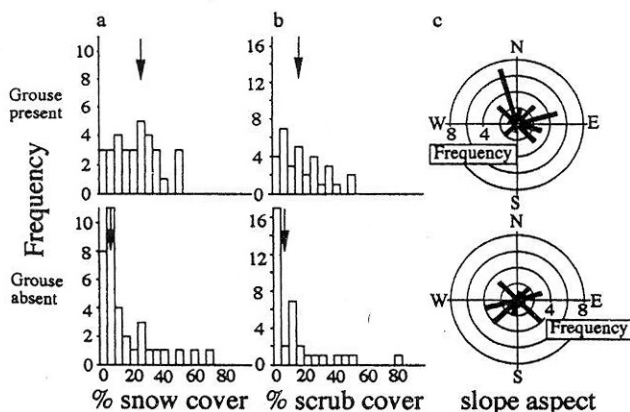 a
b
c
10
8
6
4
2
0
16
12
8
4
0
Grouse
present
Frequency
N
W
8
4
E
Frequency
S
10
8
6
4
2
0
16
12
8
4
0
Grouse
absent
N
W
4
8
E
Frequency
S
0 20 40 60 80
0 20 40 60 80
% snow cover
% scrub cover
slope aspect